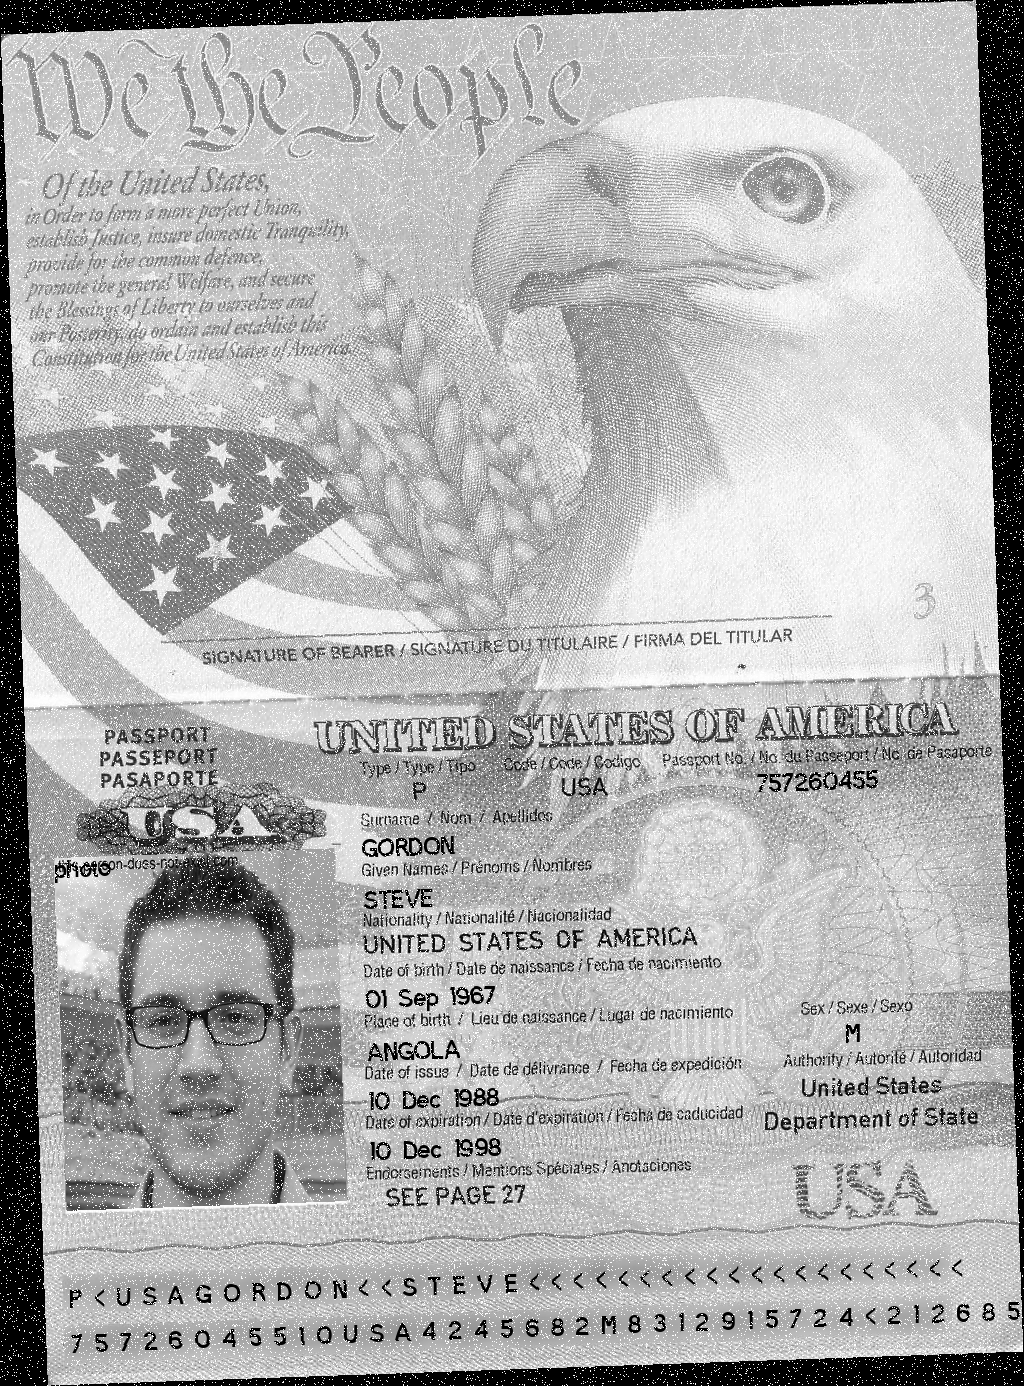 We the People
Of the United States,
in Order to form a more perfect Union,
establish Justice, insure domestic Tranquility,
provide for the common defence,
promote the general Welfare, and secure
the Blessings of Liberty to ourselves and
our Posterity, do ordain and establish this
Constitution for the United States of America.
3
SIGNATURE OF BEARER / SIGNATURE DU TITULAIRE / FIRMA DEL TITULAR
PASSPORT
PASSEPORT
PASAPORTE
USA
UNITED STATES OF AMERICA
Type / Type / Tipo Code / Code / Codigo Passport No. / No. du Passeport / No. de Pasaporte
P USA 757260455
Surname / Nom / Apellidos
GORDON
Given Names / Prénoms / Nombres
STEVE
Nationality / Nationalité / Nacionalidad
UNITED STATES OF AMERICA
Date of birth / Date de naissance / Fecha de nacimiento
01 Sep 1967
Place of birth / Lieu de naissance / Lugar de nacimiento
ANGOLA
Date of issue / Date de délivrance / Fecha de expedición
10 Dec 1988
Date of expiration / Date d'expiration / Fecha de caducidad
10 Dec 1998
Endorsements / Mentions Spéciales / Anotaciones
SEE PAGE 27
Sex / Sexe / Sexo
M
Authority / Autorité / Autoridad
United States
Department of State
USA
photo
P<USAGORDON<<STEVE<<<<<<<<<<<<<<<<<<<<
7572604551OUSA4245682M8312915724<212685